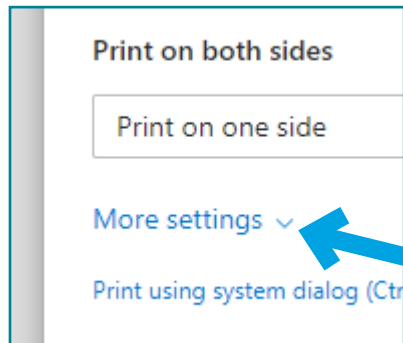 Print on both sides
Print on one side
More settings
Print using system dialog (Ctr